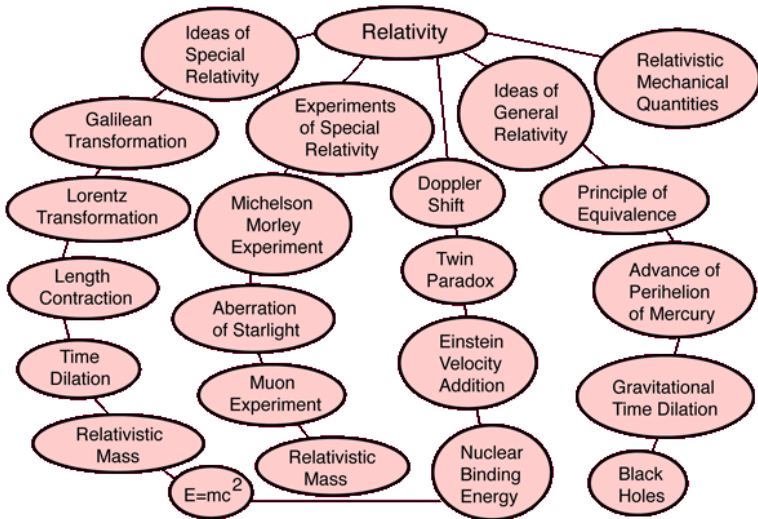 Relativity
Ideas of
Special
Relativity
Relativistic
Mechanical
Quantities
Experiments
of Special
Relativity
Ideas of
General
Relativity
Galilean
Transformation
Lorentz
Transformation
Michelson
Morley
Experiment
Doppler
Shift
Principle of
Equivalence
Length
Contraction
Aberration
of Starlight
Twin
Paradox
Advance of
Perihelion
of Mercury
Time
Dilation
Muon
Experiment
Einstein
Velocity
Addition
Gravitational
Time Dilation
Relativistic
Mass
Relativistic
Mass
Nuclear
Binding
Energy
Black
Holes
E=mc²